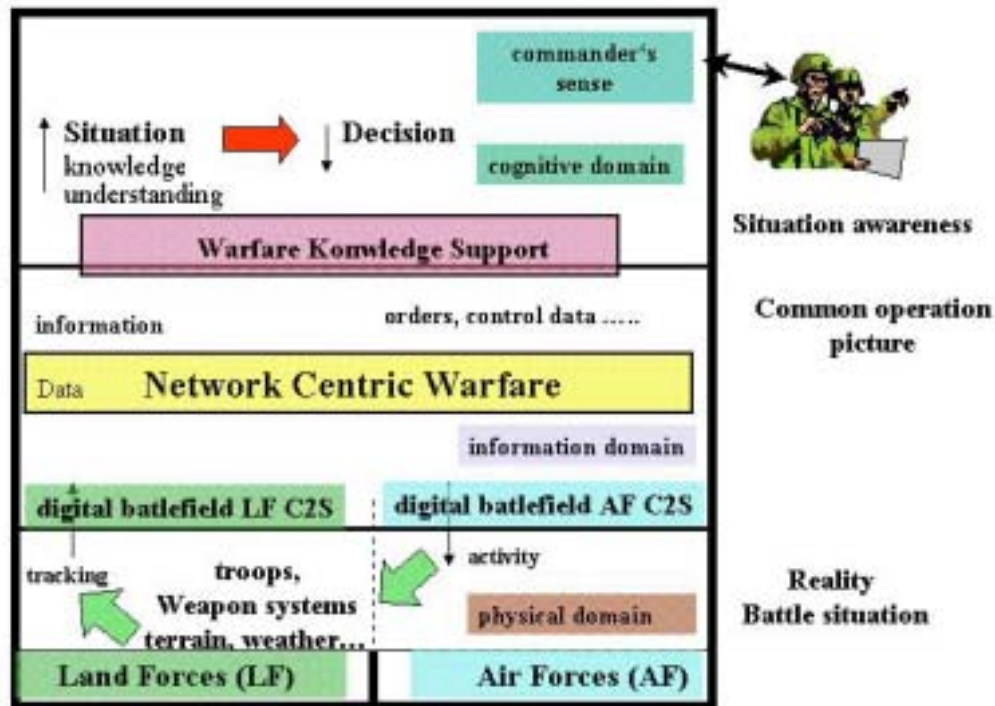 commander's
sense
Situation
knowledge
understanding
Decision
cognitive domain
Situation awareness
Warfare Konwledge Support
information
orders, control data .....
Common operation
picture
Data
Network Centric Warfare
information domain
digital batlefield LF C2S
digital batlefield AF C2S
tracking
troops,
Weapon systems
terrain, weather...
activity
physical domain
Reality
Battle situation
Land Forces (LF)
Air Forces (AF)